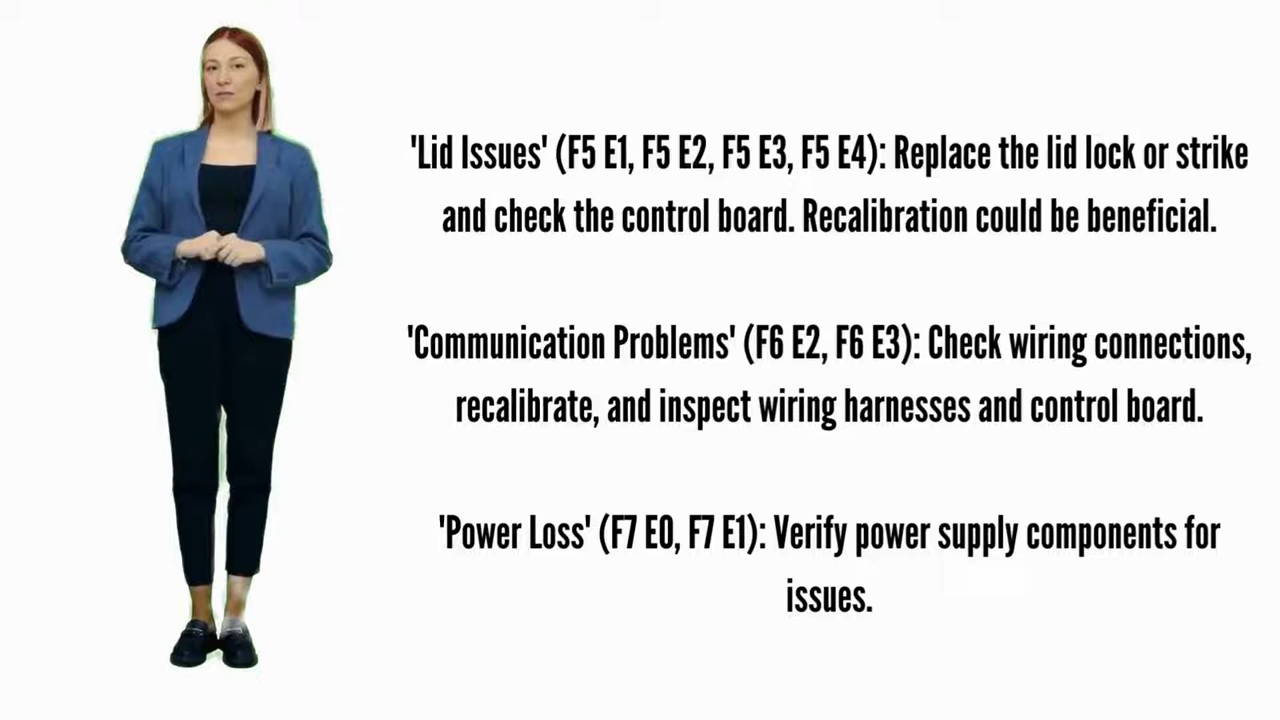 'Lid Issues' (F5 E1, F5 E2, F5 E3, F5 E4): Replace the lid lock or strike
and check the control board. Recalibration could be beneficial.
'Communication Problems' (F6 E2, F6 E3): Check wiring connections,
recalibrate, and inspect wiring harnesses and control board.
'Power Loss' (F7 E0, F7 E1): Verify power supply components for
issues.